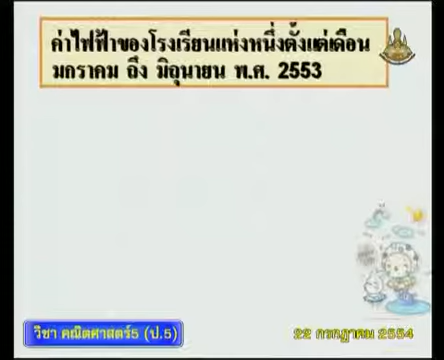 ค่าไฟฟ้าของโรงเรียนแห่งหนึ่งตั้งแต่เดือน
มกราคม ถึง มิถุนายน พ.ศ. 2553
วิชา คณิตศาสตร์5 (ป.5)
22 กรกฎาคม 2554